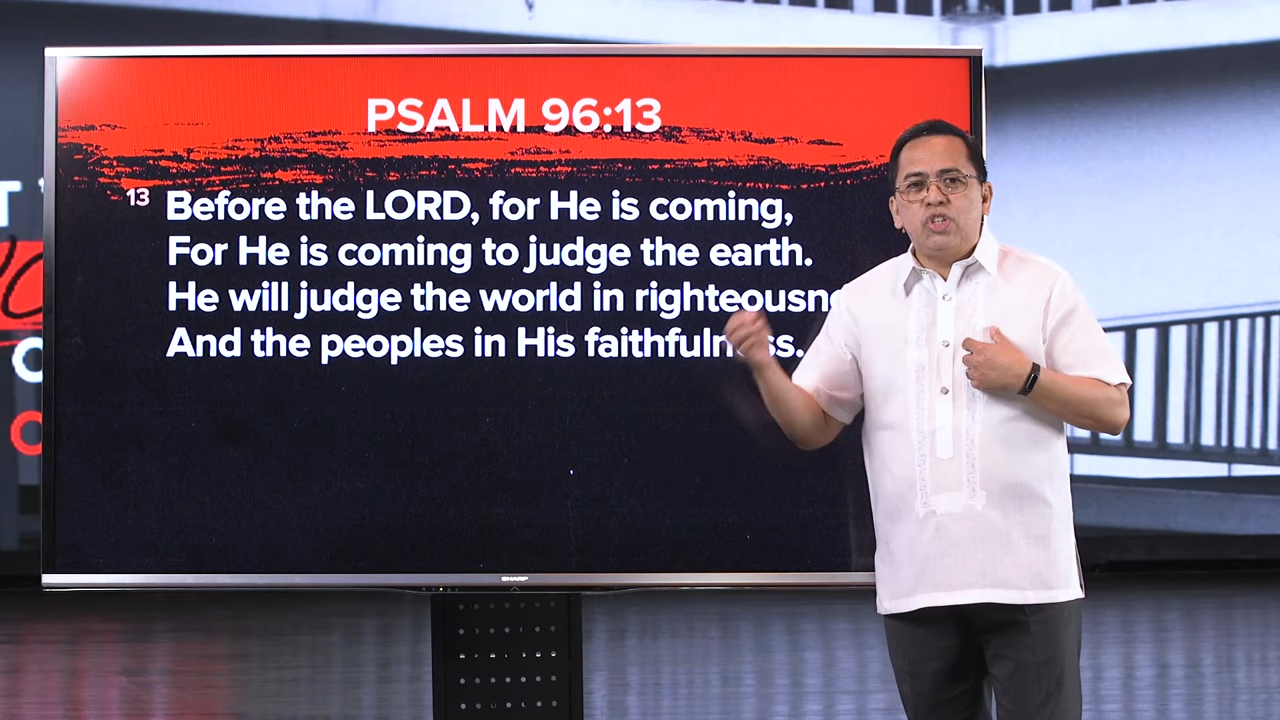 PSALM 96:13
13 Before the LORD, for He is coming,
For He is coming to judge the earth.
He will judge the world in
And the peoples in His
SHARP